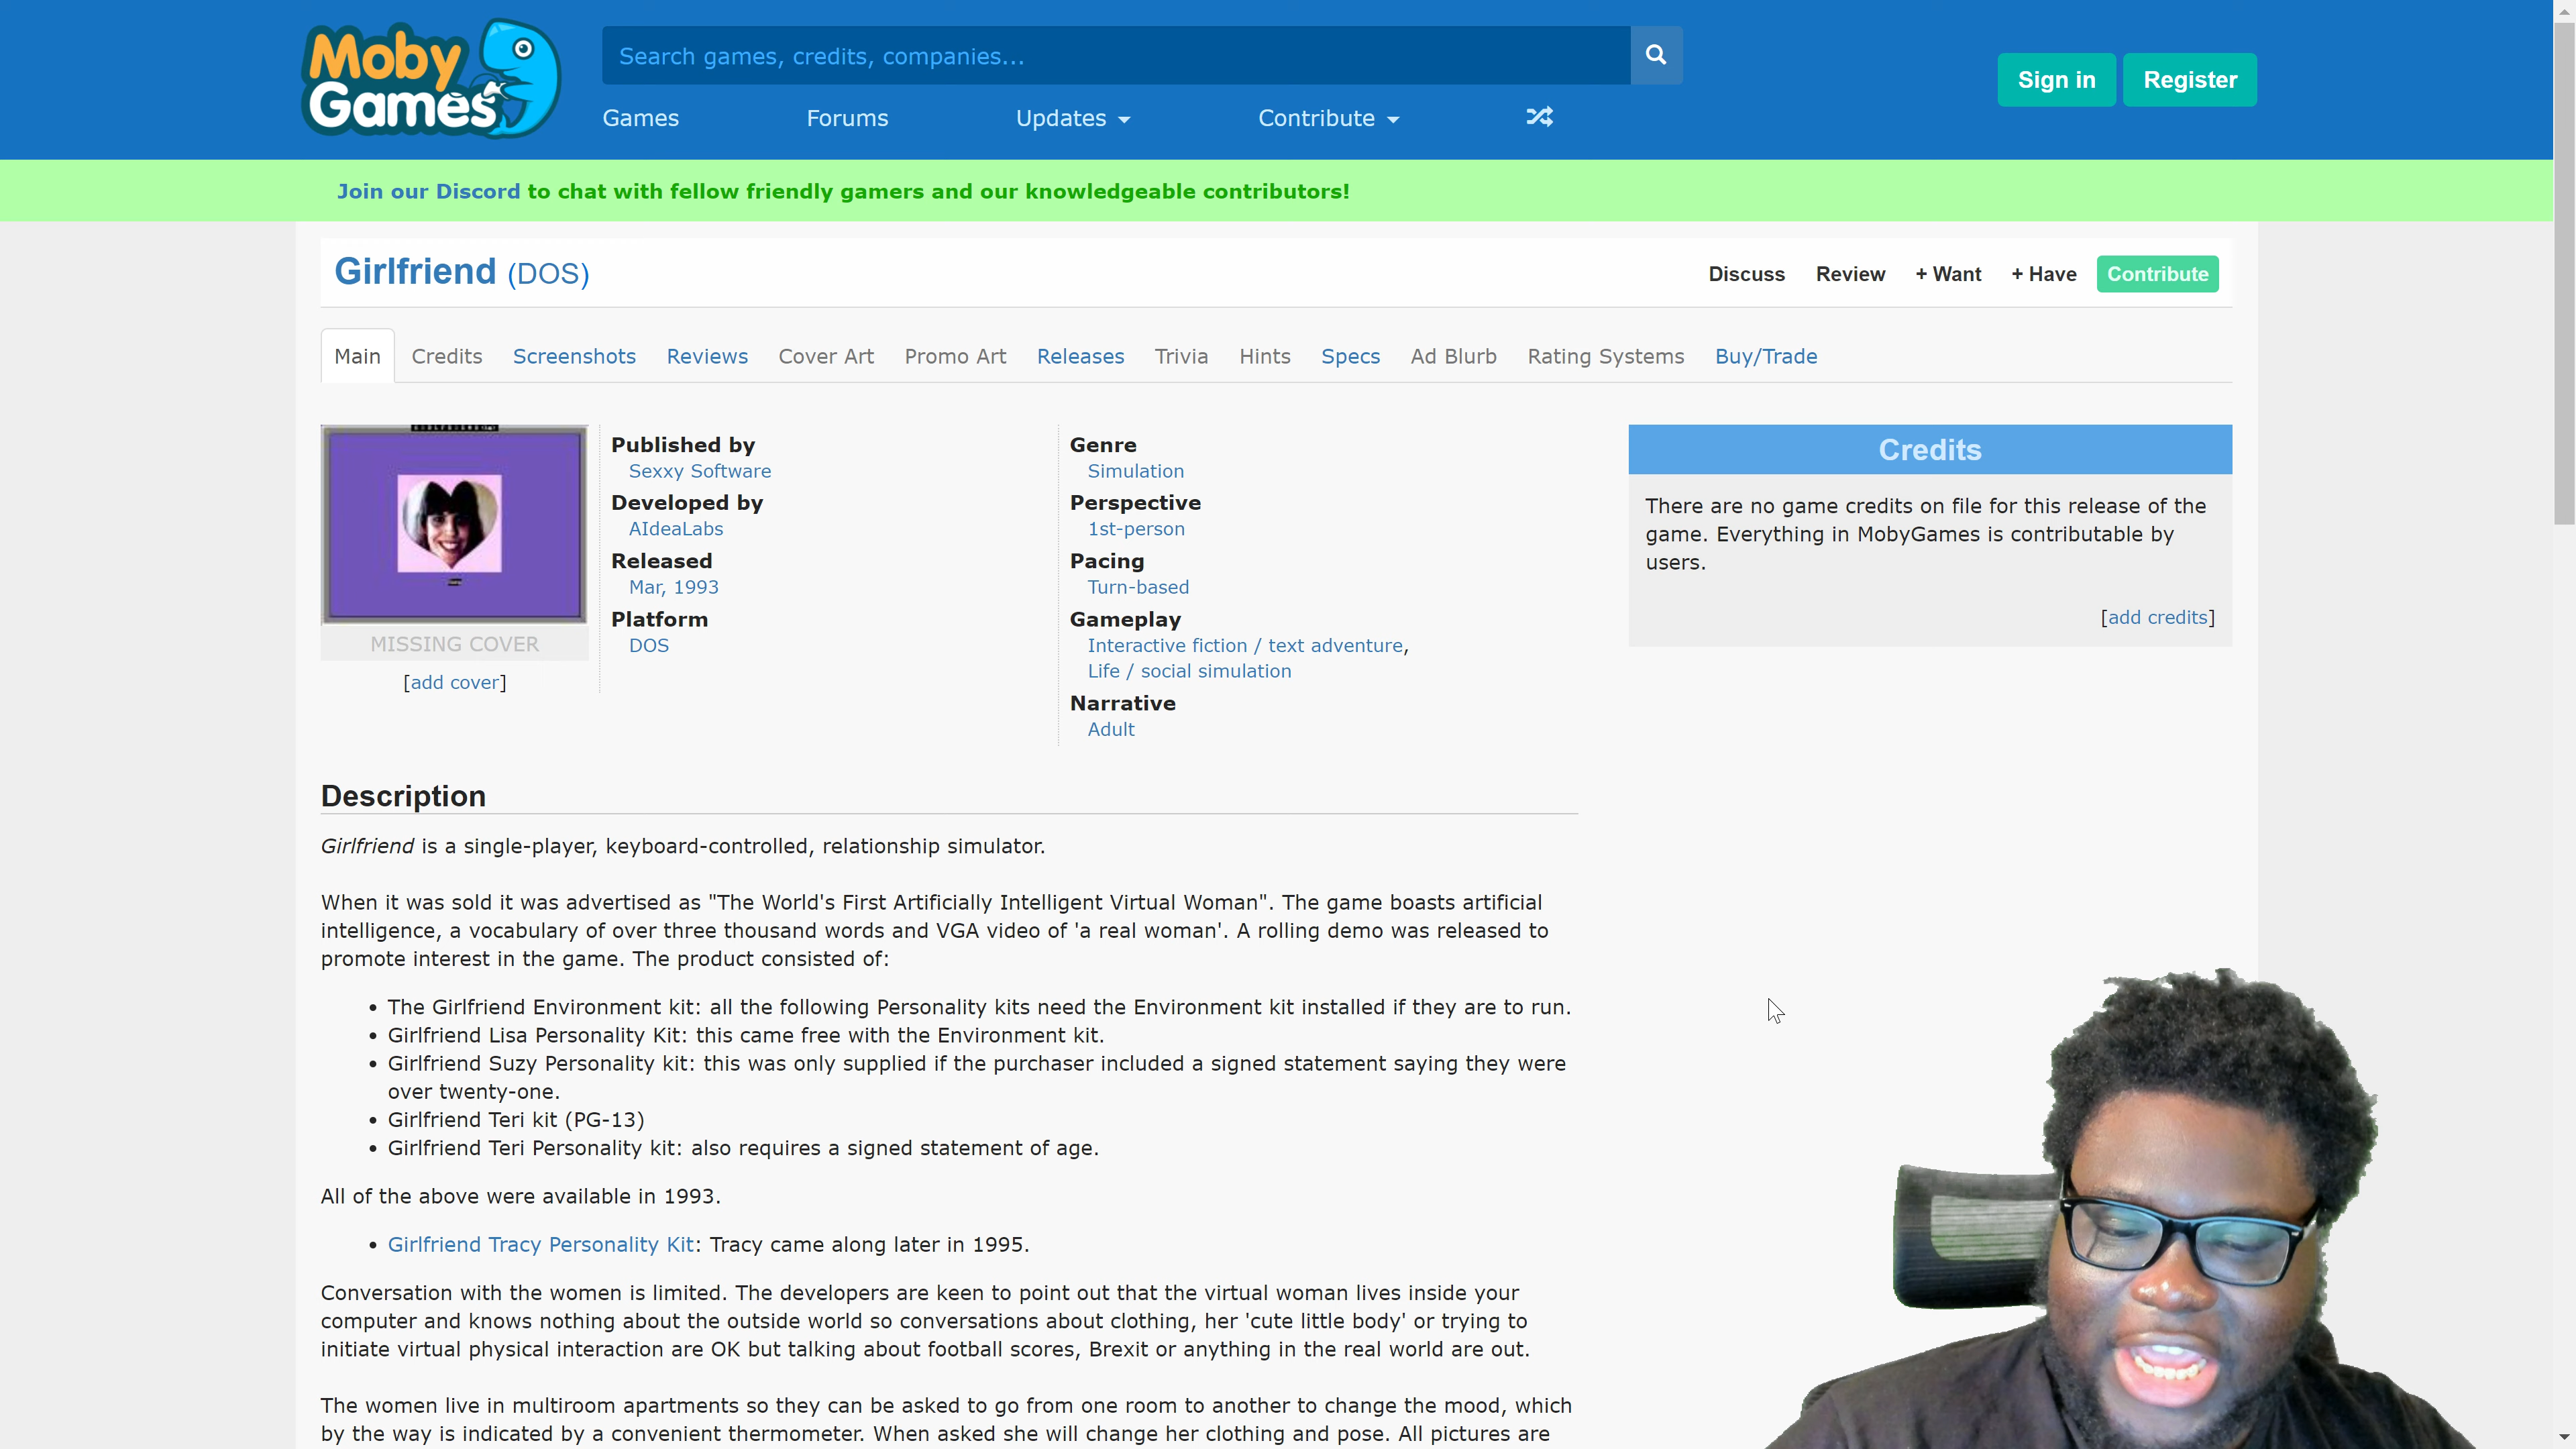 Moby
Games
Search games, credits, companies...
Sign in
Register
Games
Forums
Updates
Contribute
Join our Discord to chat with fellow friendly gamers and our knowledgeable contributors!
Girlfriend (DOS)
Discuss
Review
+ Want
+ Have
Contribute
Main
Credits
Screenshots
Reviews
Cover Art
Promo Art
Releases
Trivia
Hints
Specs
Ad Blurb
Rating Systems
Buy/Trade
MISSING COVER
[add cover]
Published by
Sexxy Software
Developed by
AIdeaLabs
Released
Mar, 1993
Platform
DOS
Genre
Simulation
Perspective
1st-person
Pacing
Turn-based
Gameplay
Interactive fiction / text adventure,
Life / social simulation
Narrative
Adult
Credits
There are no game credits on file for this release of the
game. Everything in MobyGames is contributable by
users.
[add credits]
Description
Girlfriend is a single-player, keyboard-controlled, relationship simulator.
When it was sold it was advertised as "The World's First Artificially Intelligent Virtual Woman". The game boasts artificial
intelligence, a vocabulary of over three thousand words and VGA video of 'a real woman'. A rolling demo was released to
promote interest in the game. The product consisted of:
• The Girlfriend Environment kit: all the following Personality kits need the Environment kit installed if they are to run.
• Girlfriend Lisa Personality Kit: this came free with the Environment kit.
• Girlfriend Suzy Personality kit: this was only supplied if the purchaser included a signed statement saying they were
over twenty-one.
• Girlfriend Teri kit (PG-13)
• Girlfriend Teri Personality kit: also requires a signed statement of age.
All of the above were available in 1993.
• Girlfriend Tracy Personality Kit: Tracy came along later in 1995.
Conversation with the women is limited. The developers are keen to point out that the virtual woman lives inside your
computer and knows nothing about the outside world so conversations about clothing, her 'cute little body' or trying to
initiate virtual physical interaction are OK but talking about football scores, Brexit or anything in the real world are out.
The women live in multiroom apartments so they can be asked to go from one room to another to change the mood, which
by the way is indicated by a convenient thermometer. When asked she will change her clothing and pose. All pictures are